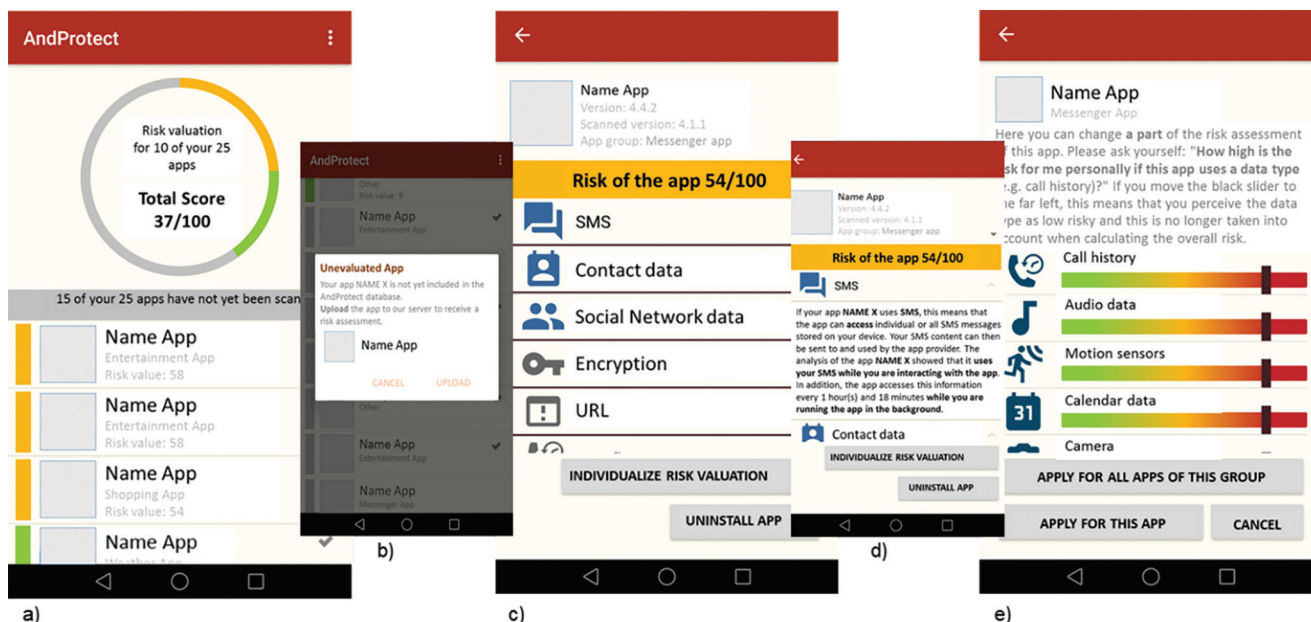 AndProtect
Risk valuation
for 10 of your 25
apps
Total Score
37/100
15 of your 25 apps have not yet been scan
Name App
Entertainment App
Risk value: 58
Name App
Entertainment App
Risk value: 58
Name App
Shopping App
Risk value: 54
Name App
Weather App
a)
AndProtect
Other
Risk value: 9
Name App
Entertainment App
Unevaluated App
Your app NAME X is not yet included in the
AndProtect database.
Upload the app to our server to receive a
risk assessment.
Name App
CANCEL
UPLOAD
Other
Name App
Entertainment App
Name App
Messenger App
b)
Name App
Version: 4.4.2
Scanned version: 4.1.1
App group: Messenger app
Risk of the app 54/100
SMS
Contact data
Social Network data
Encryption
URL
INDIVIDUALIZE RISK VALUATION
UNINSTALL APP
c)
Name App
Version: 4.4.2
Scanned version: 4.1.1
App group: Messenger app
Risk of the app 54/100
SMS
If your app NAME X uses SMS, this means that
the app can access individual or all SMS messages
stored on your device. Your SMS content can then
be sent to and used by the app provider. The
analysis of the app NAME X showed that it uses
your SMS while you are interacting with the app.
In addition, the app accesses this information
every 1 hour(s) and 18 minutes while you are
running the app in the background.
Contact data
INDIVIDUALIZE RISK VALUATION
UNINSTALL APP
d)
Name App
Messenger App
Here you can change a part of the risk assessment
f this app. Please ask yourself: "How high is the
sk for me personally if this app uses a data type
e.g. call history)?" If you move the black slider to
he far left, this means that you perceive the data
ype as low risky and this is no longer taken into
ccount when calculating the overall risk.
Call history
Audio data
Motion sensors
31
Calendar data
Camera
APPLY FOR ALL APPS OF THIS GROUP
APPLY FOR THIS APP
CANCEL
e)